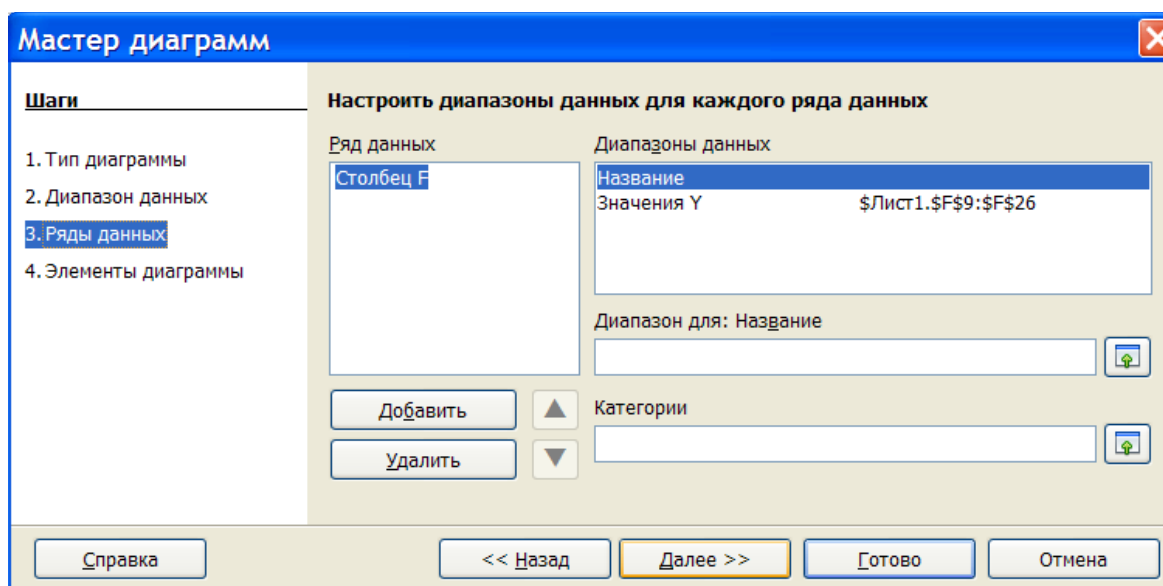 Мастер диаграмм
Шаги
1. Тип диаграммы
2. Диапазон данных
3. Ряды данных
4. Элементы диаграммы
Настроить диапазоны данных для каждого ряда данных
Ряд данных
Столбец F
Добавить
Удалить
Диапазоны данных
Название
Значения Y $Лист1.$F$9:$F$26
Диапазон для: Название
Категории
Справка << Назад Далее >> Готово Отмена